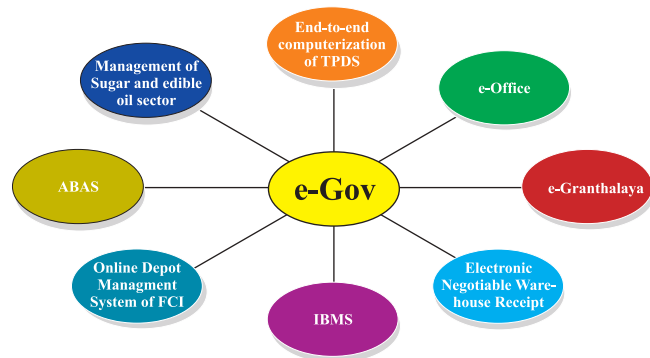 End-to-end
computerization
of TPDS
Management of
Sugar and edible
oil sector
e-Office
ABAS
e-Gov
e-Granthalaya
Online Depot
Managment
System of FCI
Electronic
Negotiable Ware-
house Receipt
IBMS